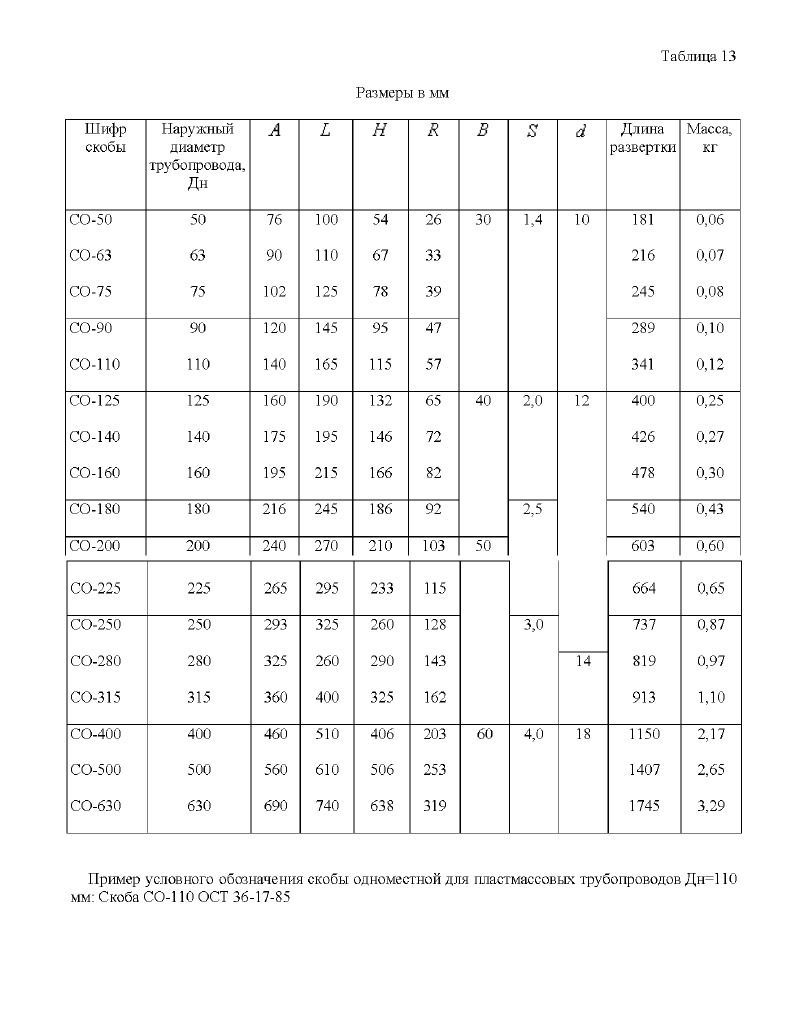 Таблица 13
Размеры в мм
Шифр скобы Наружный диаметр трубопровода, Дн A L H R B S d Длина развертки Масса, кг
СО-50 50 76 100 54 26 30 1,4 10 181 0,06
СО-63 63 90 110 67 33 216 0,07
СО-75 75 102 125 78 39 245 0,08
СО-90 90 120 145 95 47 289 0,10
СО-110 110 140 165 115 57 341 0,12
СО-125 125 160 190 132 65 40 2,0 12 400 0,25
СО-140 140 175 195 146 72 426 0,27
СО-160 160 195 215 166 82 478 0,30
СО-180 180 216 245 186 92 2,5 540 0,43
СО-200 200 240 270 210 103 50 603 0,60
СО-225 225 265 295 233 115 664 0,65
СО-250 250 293 325 260 128 3,0 737 0,87
СО-280 280 325 260 290 143 14 819 0,97
СО-315 315 360 400 325 162 913 1,10
СО-400 400 460 510 406 203 60 4,0 18 1150 2,17
СО-500 500 560 610 506 253 1407 2,65
СО-630 630 690 740 638 319 1745 3,29
Пример условного обозначения скобы одноместной для пластмассовых трубопроводов Дн=110
мм: Скоба СО-110 ОСТ 36-17-85